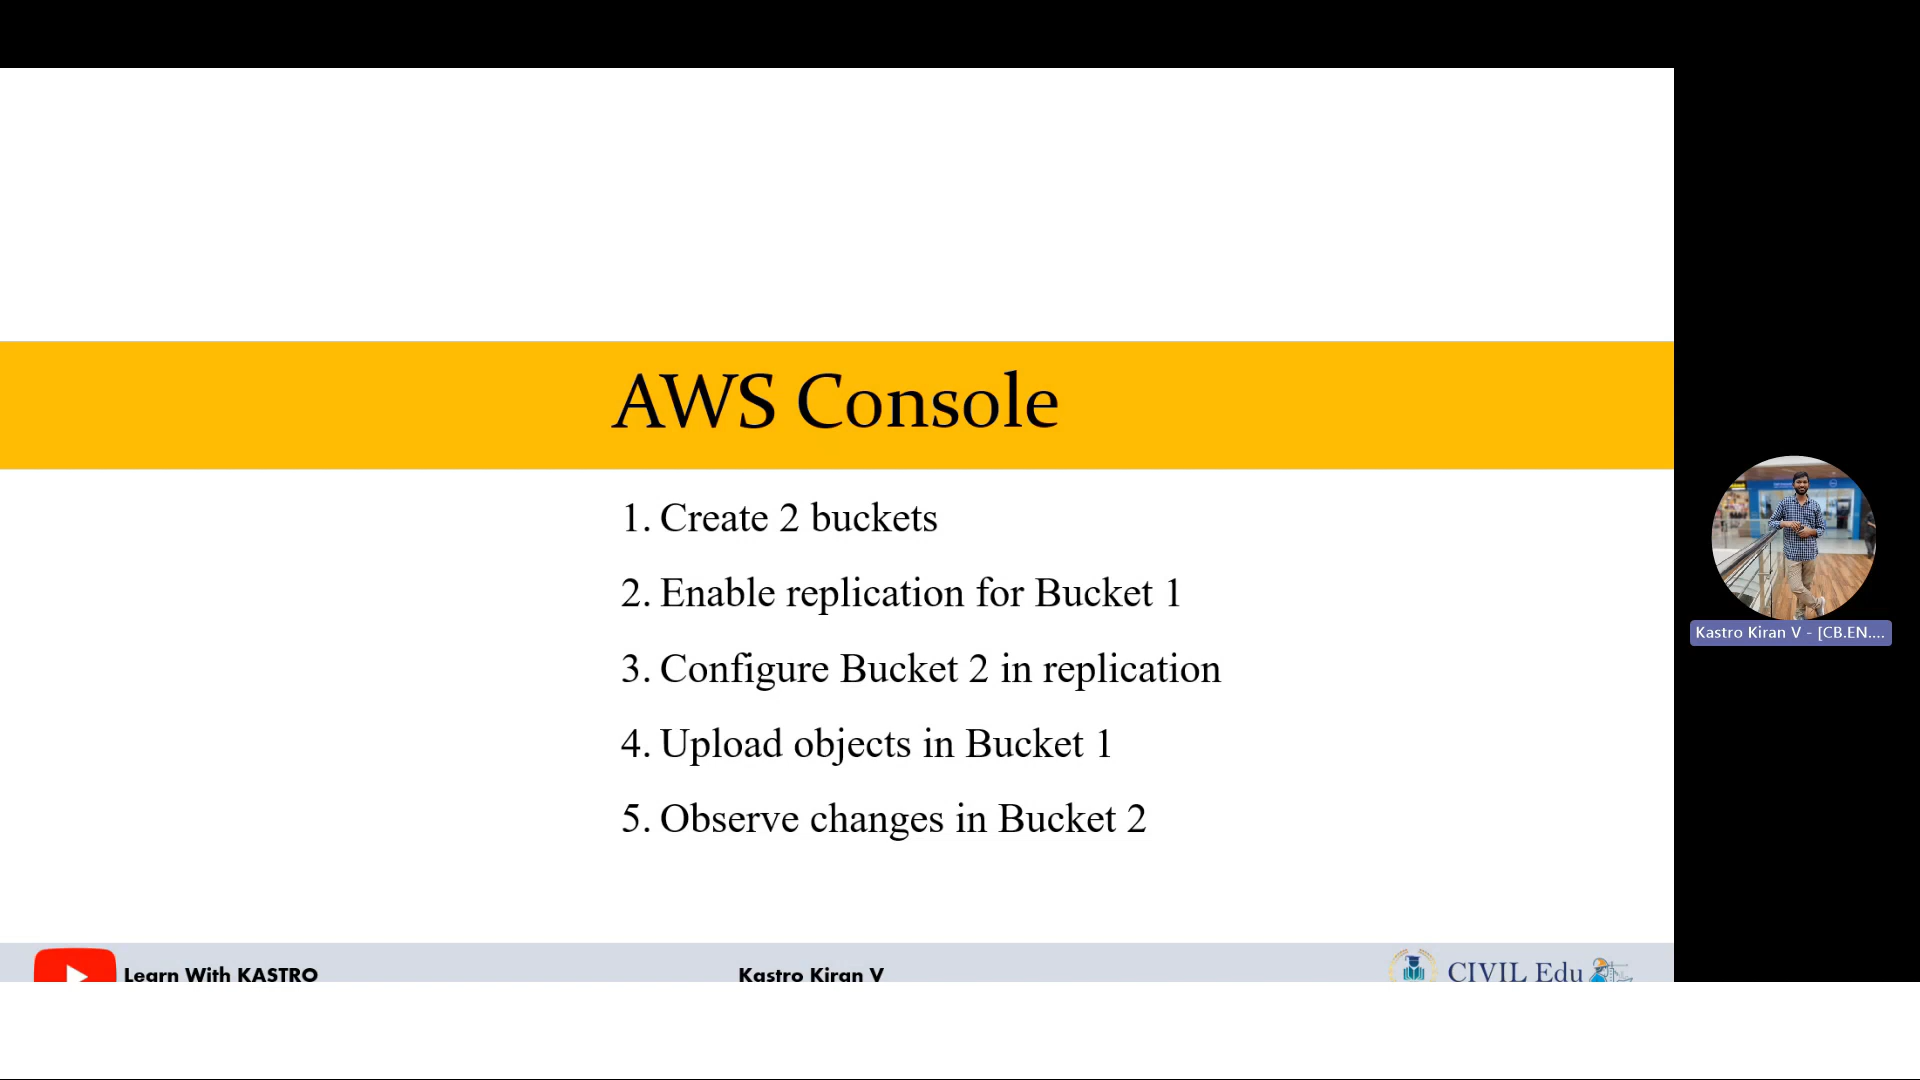 AWS Console
1. Create 2 buckets
2. Enable replication for Bucket 1
3. Configure Bucket 2 in replication
4. Upload objects in Bucket 1
5. Observe changes in Bucket 2
Kastro Kiran V - [CB.EN....
Learn With KASTRO
Kastro Kiran V
CIVIL Edu